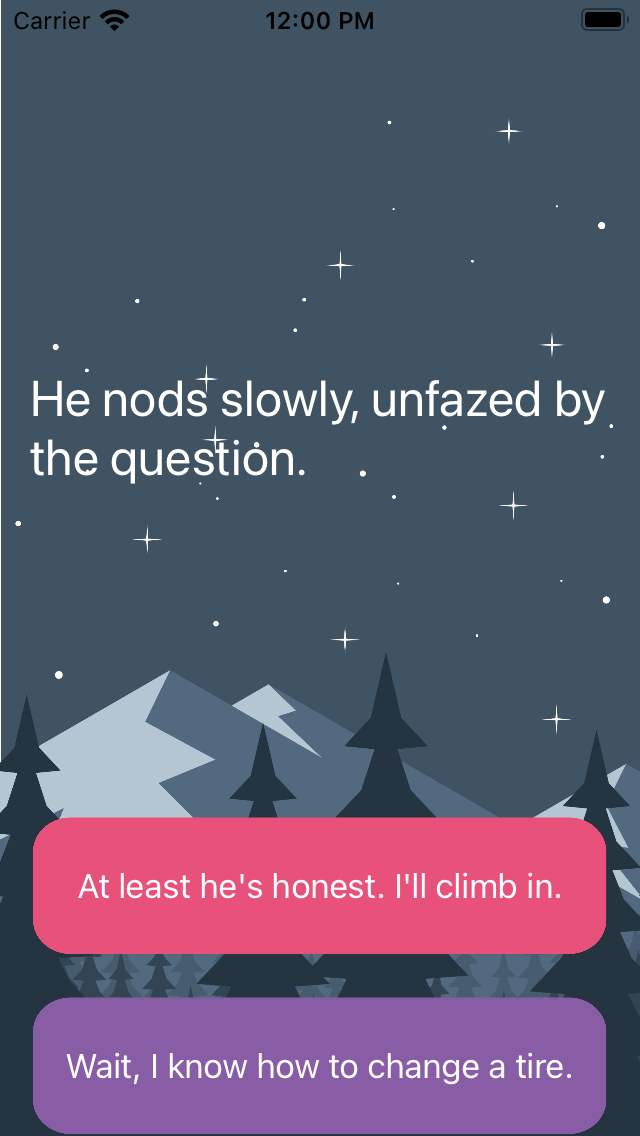 Carrier 12:00 PM
He nods slowly, unfazed by
the question.
At least he's honest. I'll climb in.
Wait, I know how to change a tire.